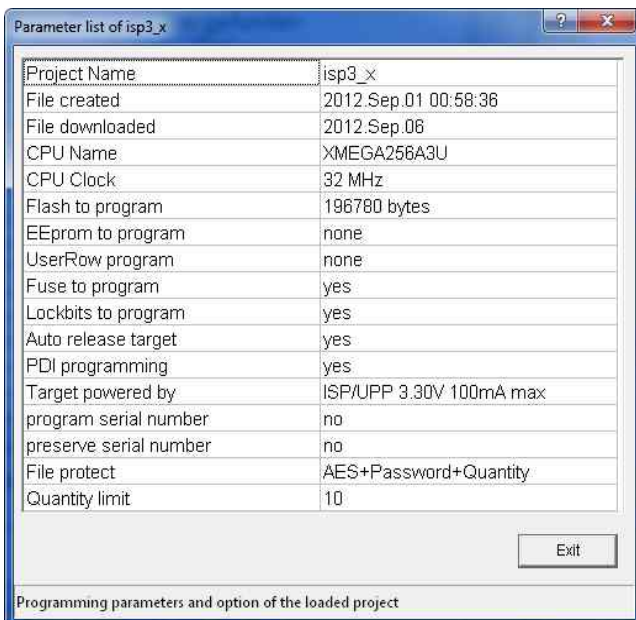 Parameter list of isp3_x
Project Name isp3_x
File created 2012.Sep.01 00:58:36
File downloaded 2012.Sep.06
CPU Name XMEGA256A3U
CPU Clock 32 MHz
Flash to program 196780 bytes
EEprom to program none
UserRow program none
Fuse to program yes
Lockbits to program yes
Auto release target yes
PDI programming yes
Target powered by ISP/UPP 3.30V 100mA max
program serial number no
preserve serial number no
File protect AES+Password+Quantity
Quantity limit 10
Exit
Programming parameters and option of the loaded project